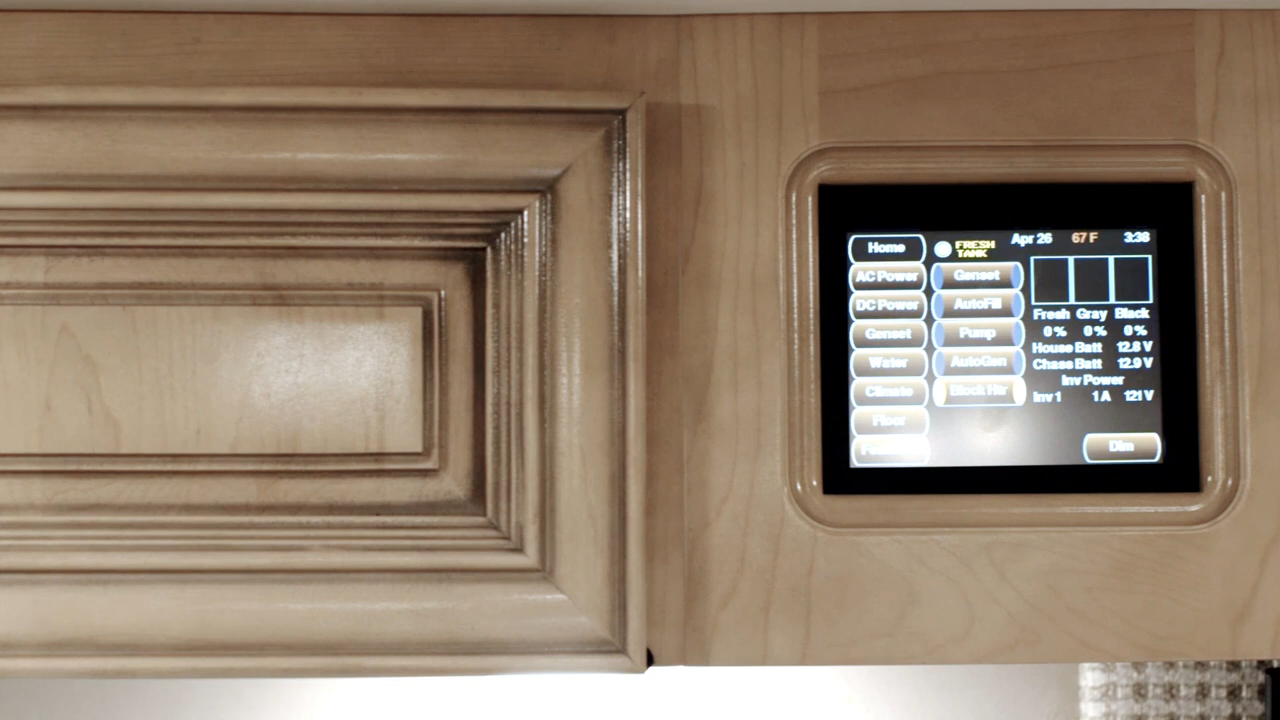 Home
AC Power
DC Power
Genset
Water
Climate
Floor
FRESH
TANK
Genset
AutoFill
Pump
AutoGen
Block Htr
Apr 26 67 F 3:38
Fresh Gray Black
0% 0% 0%
House Batt 12.8 V
Chass Batt 12.9 V
Inv Power
Inv 1 1 A 121 V
Dim